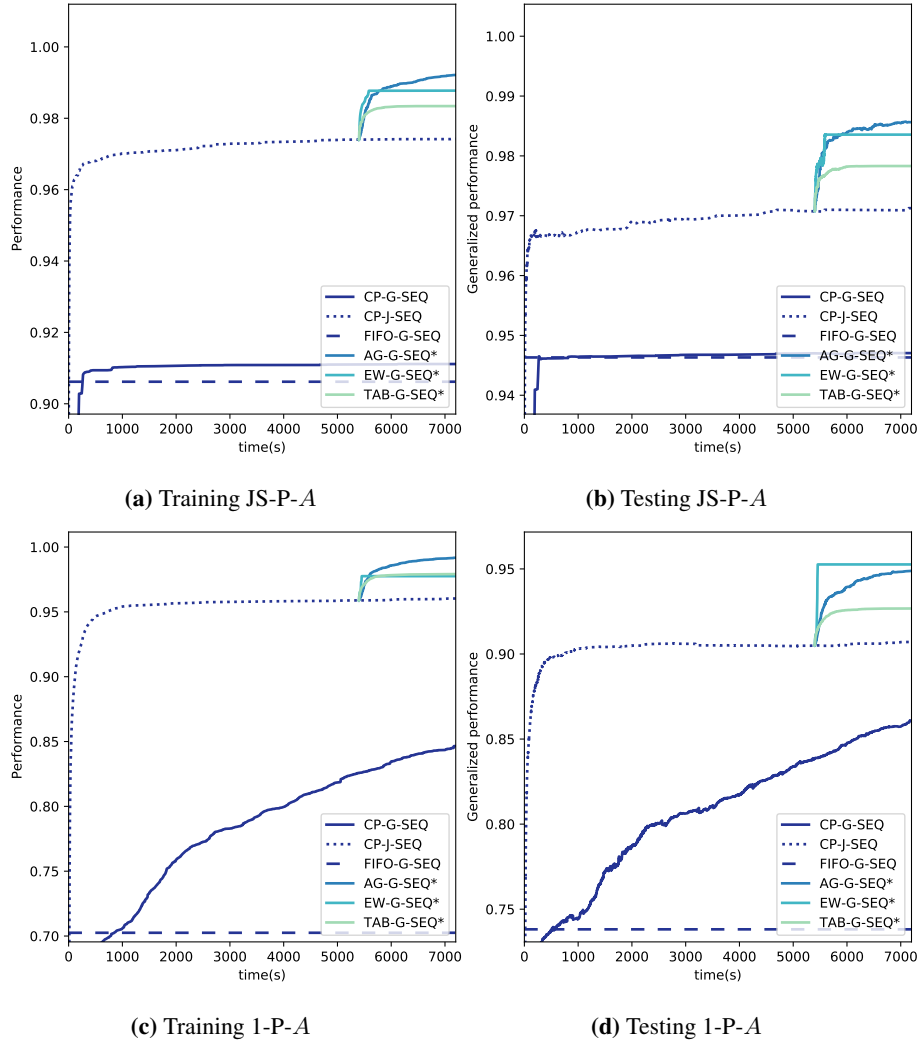 1.00
0.98
0.96
0.94
0.92
0.90
Performance
0 1000 2000 3000 4000 5000 6000 7000
time(s)
CP-G-SEQ
CP-J-SEQ
FIFO-G-SEQ
AG-G-SEQ*
EW-G-SEQ*
TAB-G-SEQ*
(a) Training JS-P-A
1.00
0.99
0.98
0.97
0.96
0.95
0.94
Generalized performance
0 1000 2000 3000 4000 5000 6000 7000
time(s)
CP-G-SEQ
CP-J-SEQ
FIFO-G-SEQ
AG-G-SEQ*
EW-G-SEQ*
TAB-G-SEQ*
(b) Testing JS-P-A
1.00
0.95
0.90
0.85
0.80
0.75
0.70
Performance
0 1000 2000 3000 4000 5000 6000 7000
time(s)
CP-G-SEQ
CP-J-SEQ
FIFO-G-SEQ
AG-G-SEQ*
EW-G-SEQ*
TAB-G-SEQ*
(c) Training 1-P-A
0.95
0.90
0.85
0.80
0.75
Generalized performance
0 1000 2000 3000 4000 5000 6000 7000
time(s)
CP-G-SEQ
CP-J-SEQ
FIFO-G-SEQ
AG-G-SEQ*
EW-G-SEQ*
TAB-G-SEQ*
(d) Testing 1-P-A